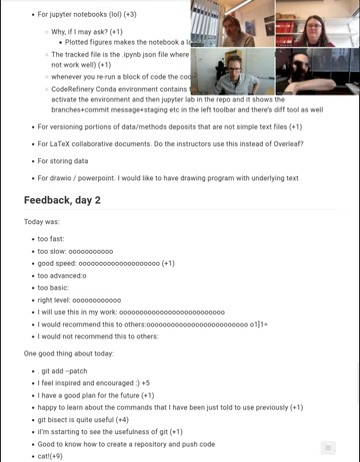 For jupyter notebooks (lol) (+3)
Why, if I may ask? (+1)
Plotted figures makes the notebook a
The tracked file is the .ipynb json file where
not work well) (+1)
whenever you re-run a block of code the
CodeRefinery Conda environment contains
activate the environment and then jupyter lab in the repo and it shows the
branches+commit message+staging etc in the left toolbar and there's diff tool as well
For versioning portions of data/methods deposits that are not simple text files (+1)
For LaTeX collaborative documents. Do the instructors use this instead of Overleaf?
For storing data
For drawio / powerpoint. I would like to have drawing program with underlying text
Feedback, day 2
Today was:
too fast:
too slow: ooooooooooo
good speed: oooooooooooooooooooo (+1)
too advanced:o
too basic:
right level: oooooooooooo
I will use this in my work: oooooooooooooooooooooooooo
I would recommend this to others:ooooooooooooooooooooooooo o1]1=
I would not recommend this to others:
One good thing about today:
. git add --patch
I feel inspired and encouraged :) +5
I have a good plan for the future (+1)
happy to learn about the commands that I have been just told to use previously (+1)
git bisect is quite useful (+4)
iI'm sstarting to see the usefulness of git (+1)
Good to know how to create a repository and push code
cat!(+9)